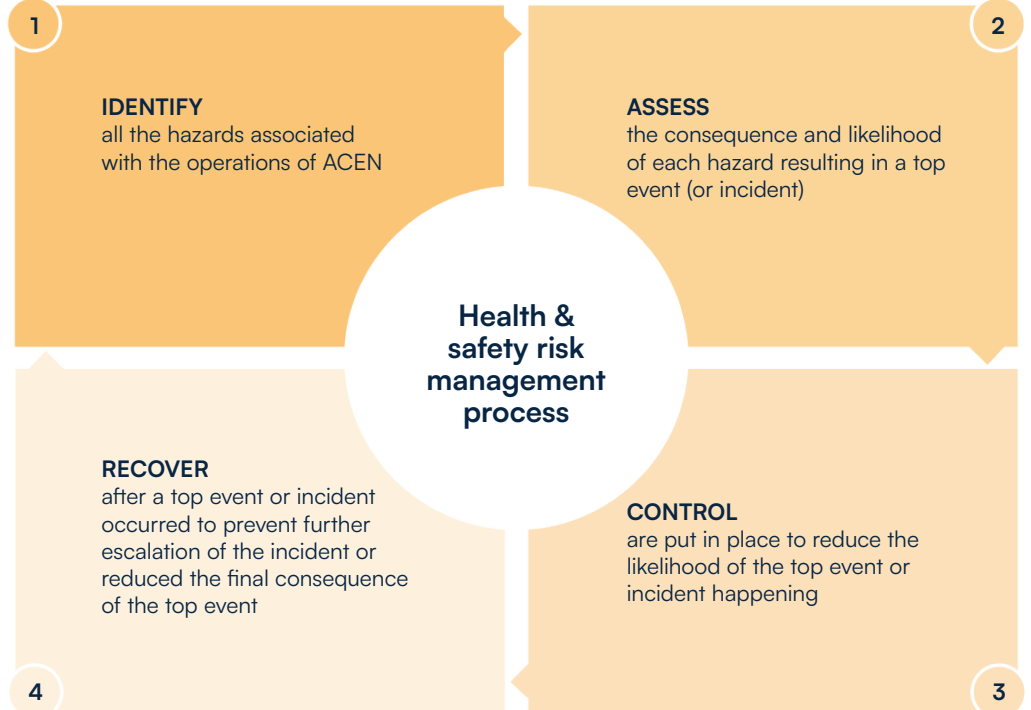 1
IDENTIFY
all the hazards associated
with the operations of ACEN
2
ASSESS
the consequence and likelihood
of each hazard resulting in a top
event (or incident)
Health &
safety risk
management
process
3
CONTROL
are put in place to reduce the
likelihood of the top event or
incident happening
4
RECOVER
after a top event or incident
occurred to prevent further
escalation of the incident or
reduced the final consequence
of the top event